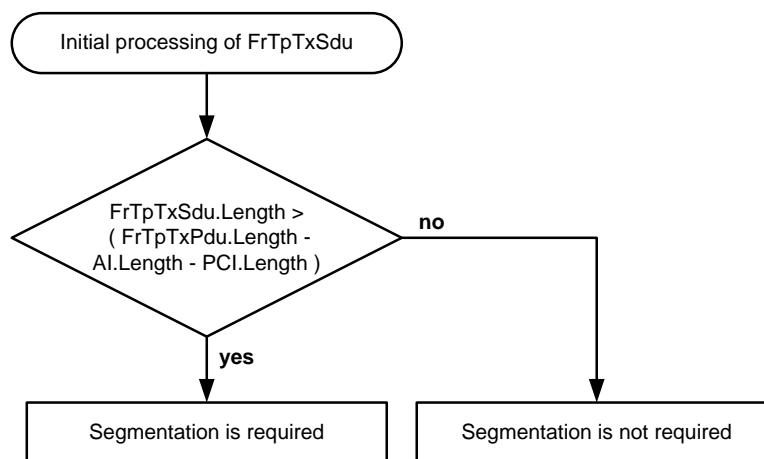 Initial processing of FrTpTxSdu
FrTpTxSdu.Length >
( FrTpTxPdu.Length -
AI.Length - PCI.Length )
no
yes
Segmentation is required
Segmentation is not required